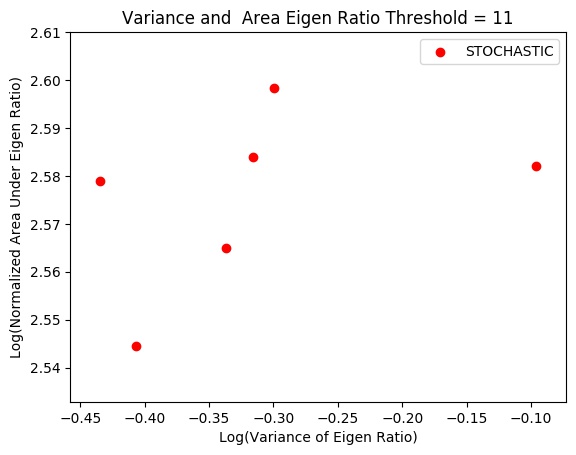 Variance and  Area Eigen Ratio Threshold = 11
STOCHASTIC
Log(Normalized Area Under Eigen Ratio)
2.61
2.60
2.59
2.58
2.57
2.56
2.55
2.54
−0.45 −0.40 −0.35 −0.30 −0.25 −0.20 −0.15 −0.10
Log(Variance of Eigen Ratio)